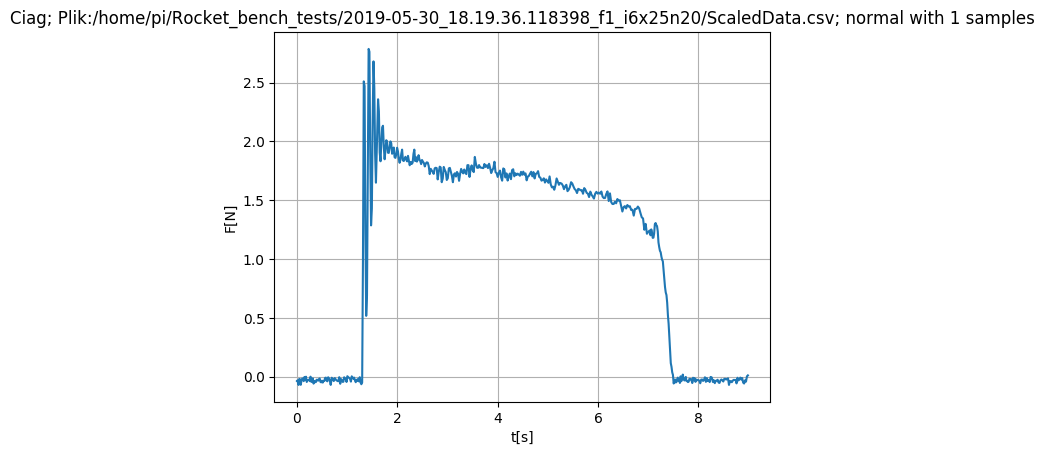 Ciag; Plik:/home/pi/Rocket_bench_tests/2019-05-30_18.19.36.118398_f1_i6x25n20/ScaledData.csv; normal with 1 samples
F[N]
2.5
2.0
1.5
1.0
0.5
0.0
0 2 4 6 8
t[s]